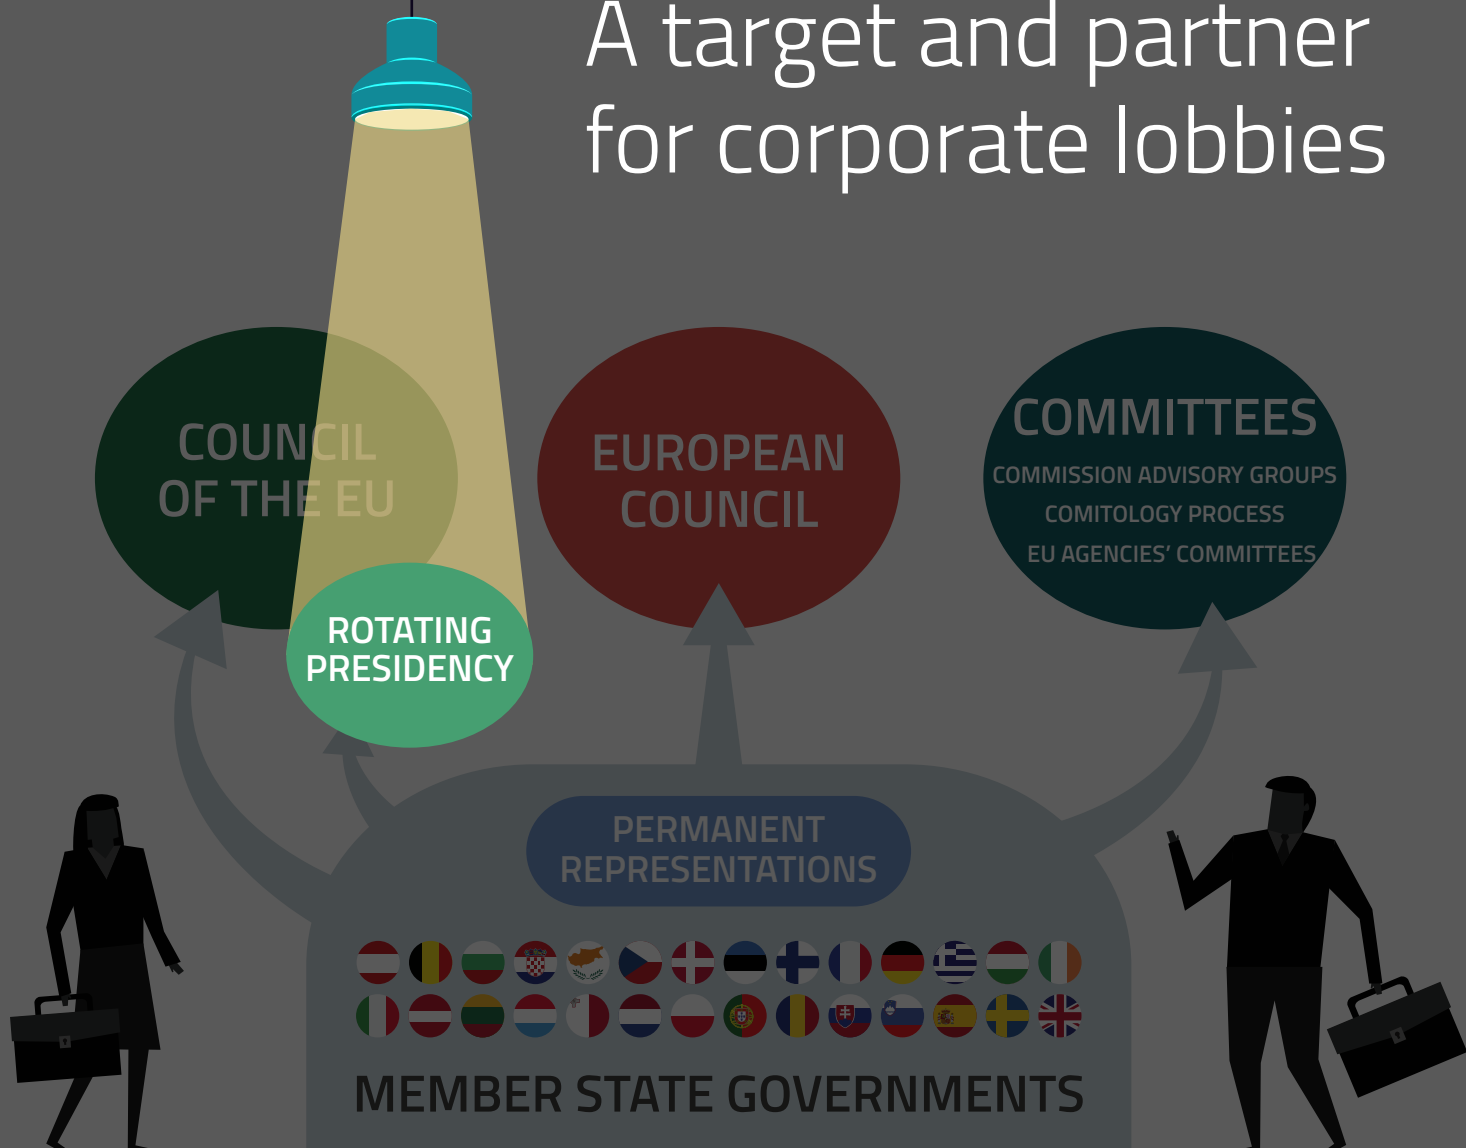 A target and partner
for corporate lobbies
COUNCIL
OF THE EU
EUROPEAN
COUNCIL
COMMITTEES
COMMISSION ADVISORY GROUPS
COMITOLOGY PROCESS
EU AGENCIES’ COMMITTEES
ROTATING
PRESIDENCY
PERMANENT
REPRESENTATIONS
MEMBER STATE GOVERNMENTS